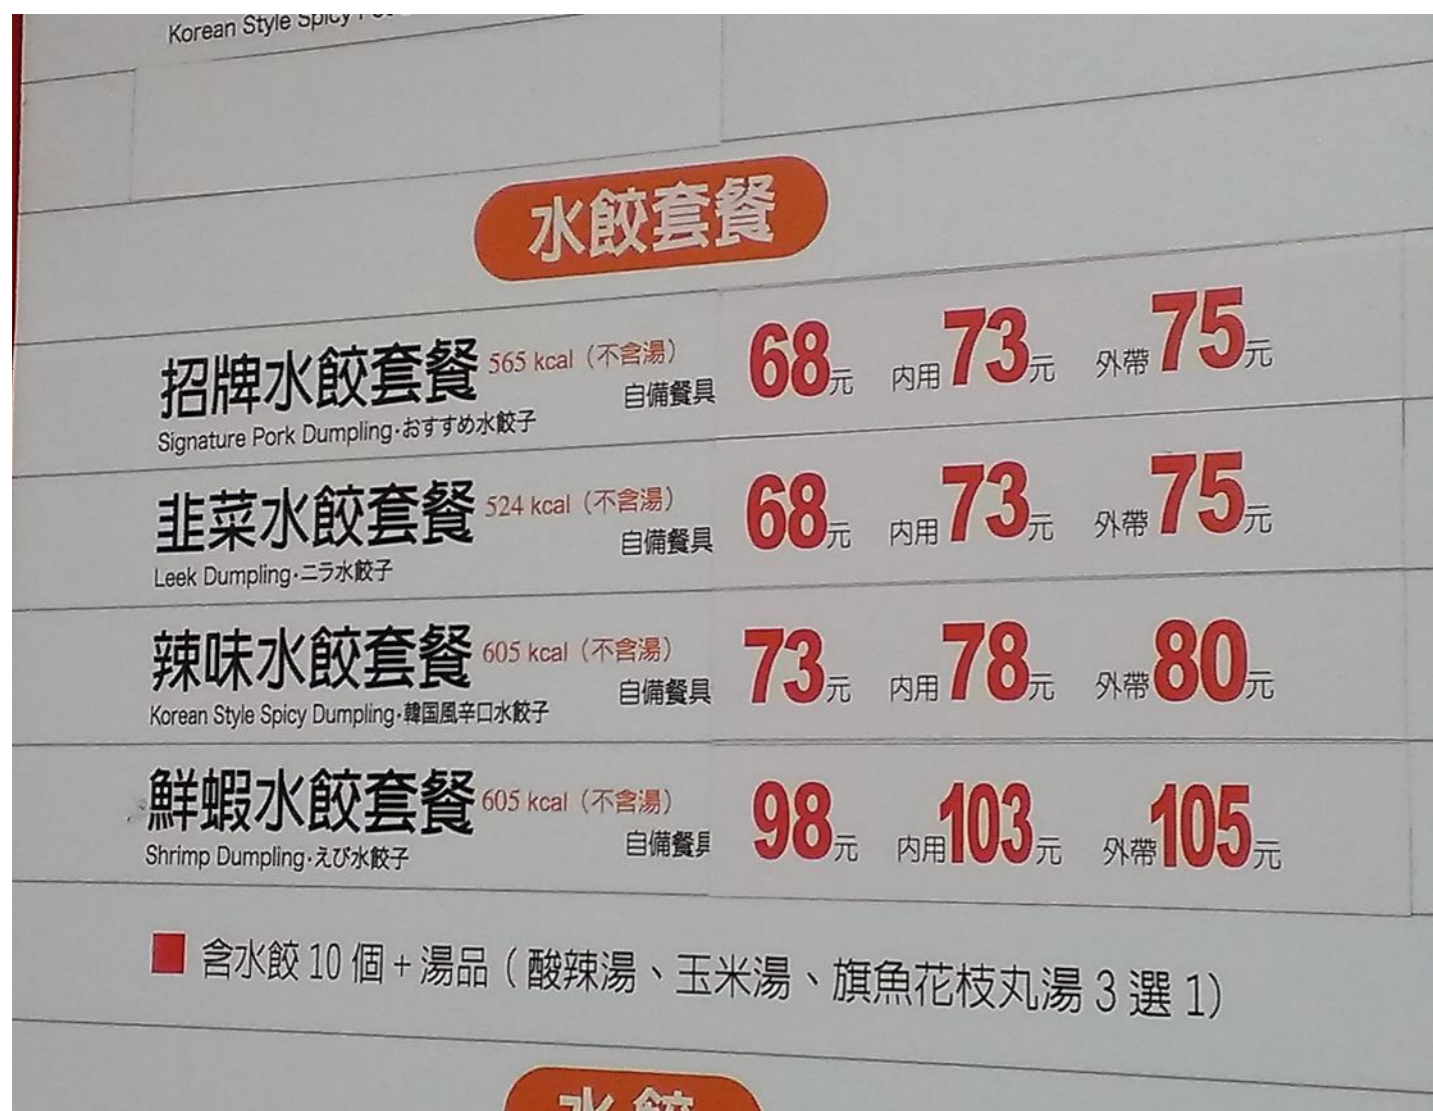 Korean Style Spicy
水餃套餐
招牌水餃套餐 565 kcal（不含湯） 自備餐具 68元 內用73元 外帶75元
Signature Pork Dumpling·おすすめ水餃子
韭菜水餃套餐 524 kcal（不含湯） 自備餐具 68元 內用73元 外帶75元
Leek Dumpling·ニラ水餃子
辣味水餃套餐 605 kcal（不含湯） 自備餐具 73元 內用78元 外帶80元
Korean Style Spicy Dumpling·韓国風辛口水餃子
鮮蝦水餃套餐 605 kcal（不含湯） 自備餐具 98元 內用103元 外帶105元
Shrimp Dumpling·えび水餃子
含水餃 10 個 + 湯品（酸辣湯、玉米湯、旗魚花枝丸湯 3 選 1）
水餃